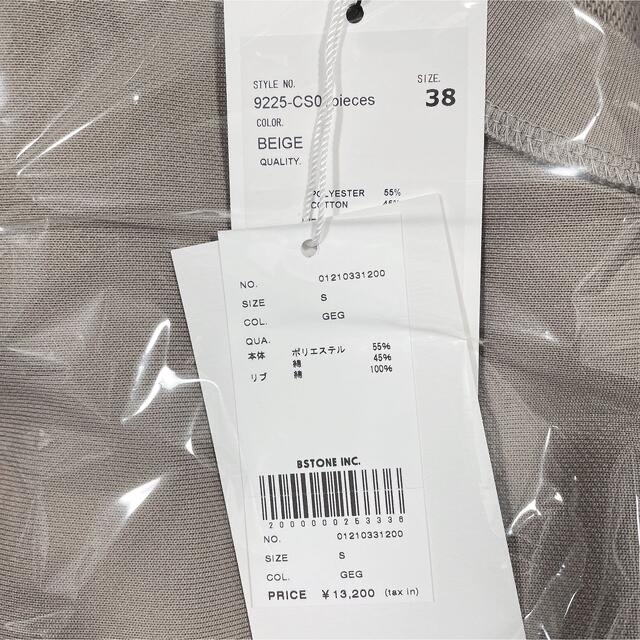 STYLE NO.
SIZE.
9225-CS0 pieces
38
COLOR.
BEIGE
QUALITY.
POLYESTER 55%
COTTON 45%
NO. 01210331200
SIZE S
COL. GEG
QUA.
本体 ポリエステル 55%
綿 45%
リブ 綿 100%
BSTONE INC.
2000000253336
NO. 01210331200
SIZE S
COL. GEG
PRICE ¥13,200 (tax in)